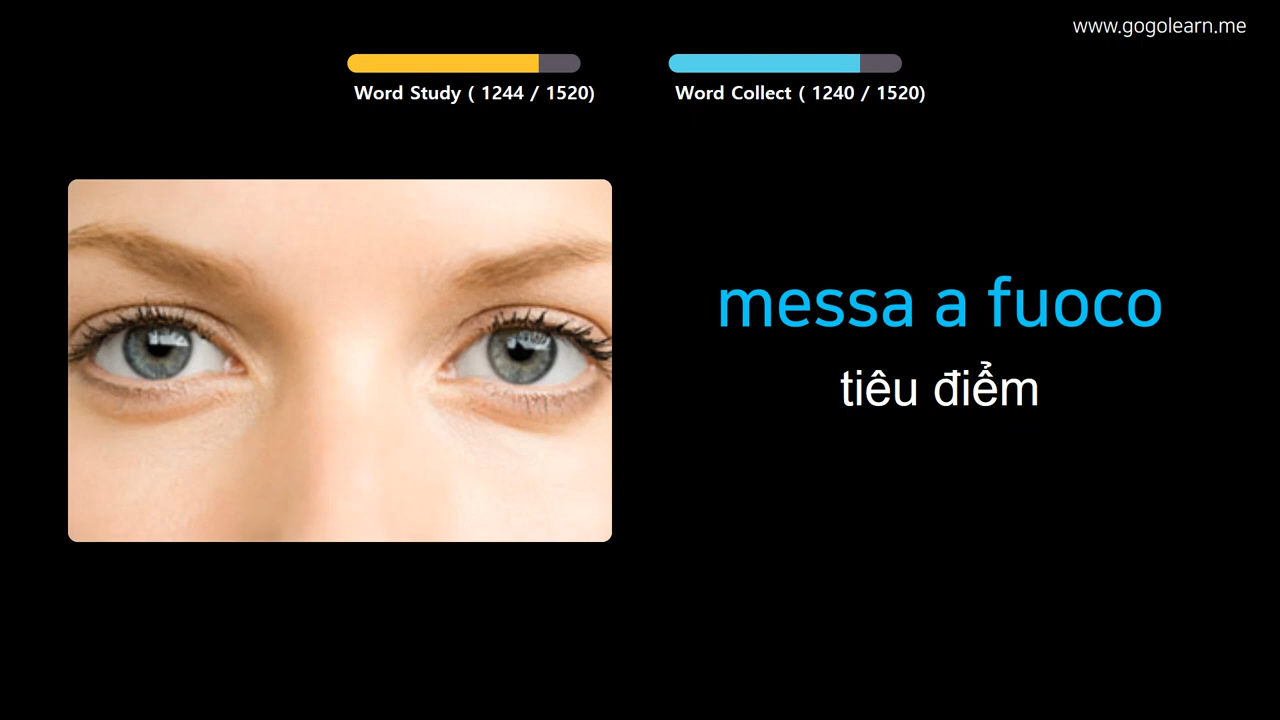 www.gogolearn.me
Word Study ( 1244 / 1520)
Word Collect ( 1240 / 1520)
messa a fuoco
tiêu điểm